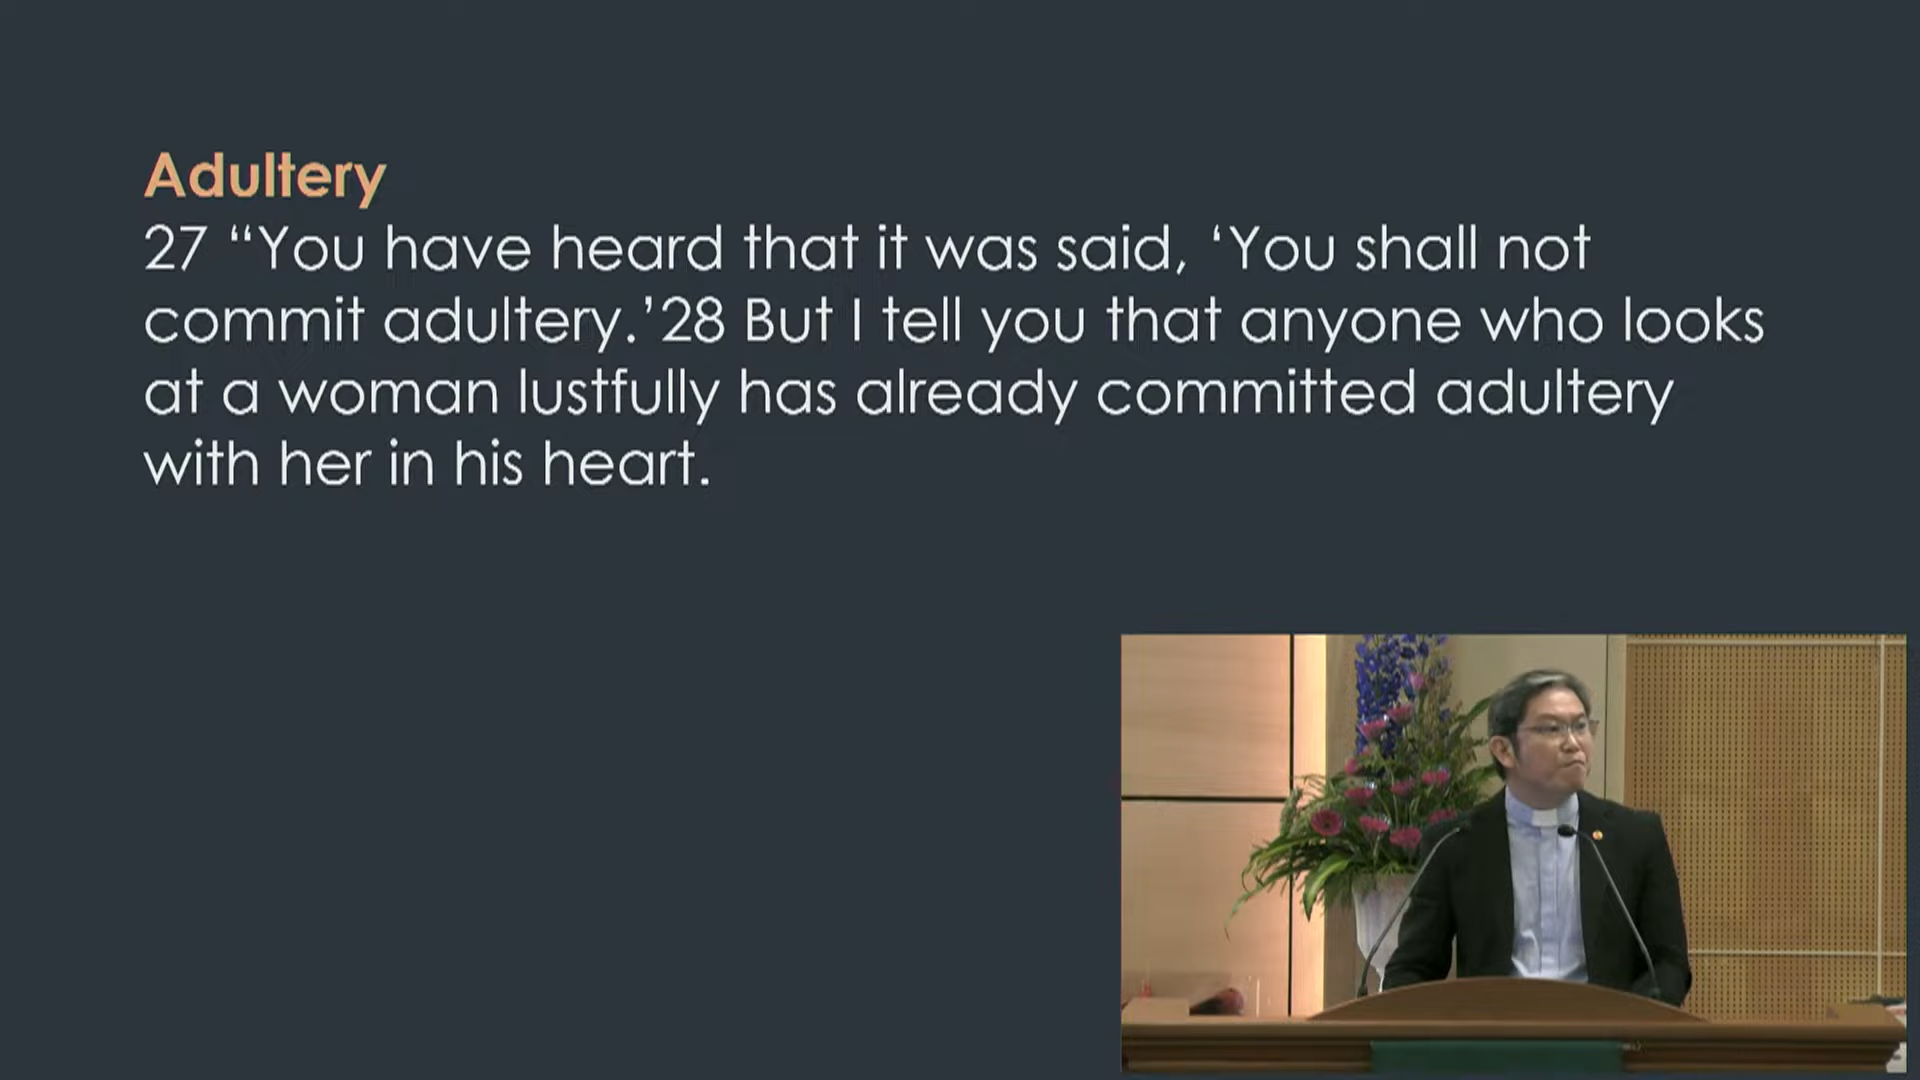 Adultery
27 “You have heard that it was said, ‘You shall not
commit adultery.’28 But I tell you that anyone who looks
at a woman lustfully has already committed adultery
with her in his heart.